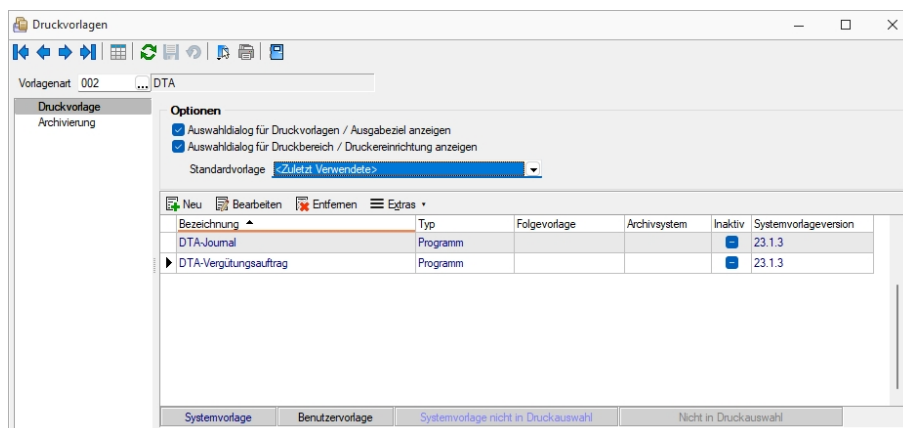 Druckvorlagen
Vorlagenart 002 ... DTA
Druckvorlage
Archivierung
Optionen
Auswahldialog für Druckvorlagen / Ausgabeziel anzeigen
Auswahldialog für Druckbereich / Druckereinrichtung anzeigen
Standardvorlage <Zuletzt Verwendete>
Neu Bearbeiten Entfernen Extras
Bezeichnung Typ Folgevorlage Archivsystem Inaktiv Systemvorlageversion
DTA-Journal Programm 23.1.3
DTA-Vergütungsauftrag Programm 23.1.3
Systemvorlage Benutzervorlage Systemvorlage nicht in Druckauswahl Nicht in Druckauswahl